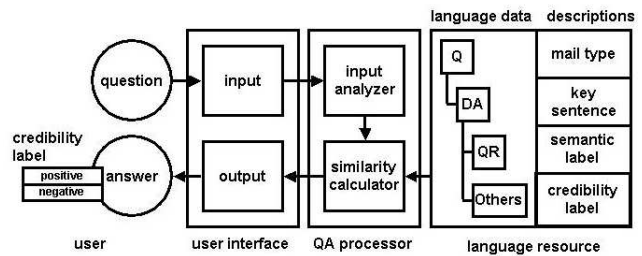 language data
descriptions
question
input
input
analyzer
Q
DA
QR
Others
mail type
key
sentence
semantic
label
credibility
label
credibility
label
positive
negative
answer
output
similarity
calculator
user
user interface
QA processor
language resource